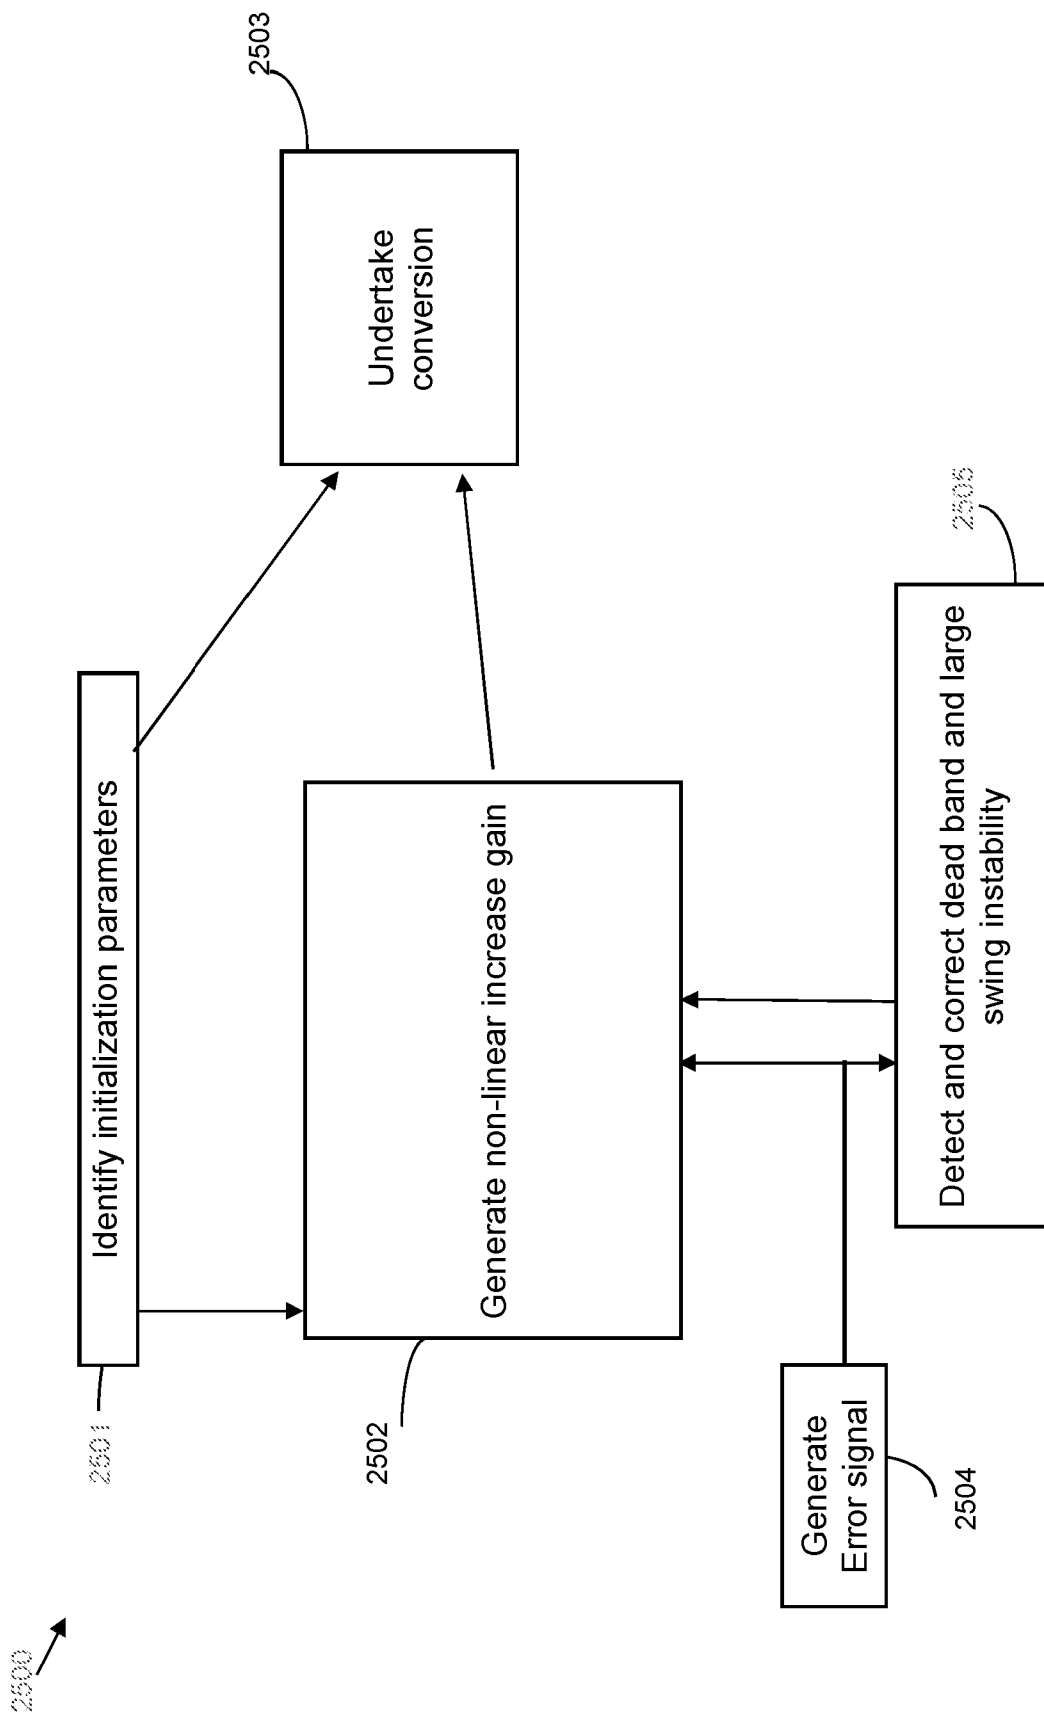 2500
2501
Identify initialization parameters
2503
Undertake
conversion
2502
Generate non-linear increase gain
Generate
Error signal
2504
2505
Detect and correct dead band and large
swing instability